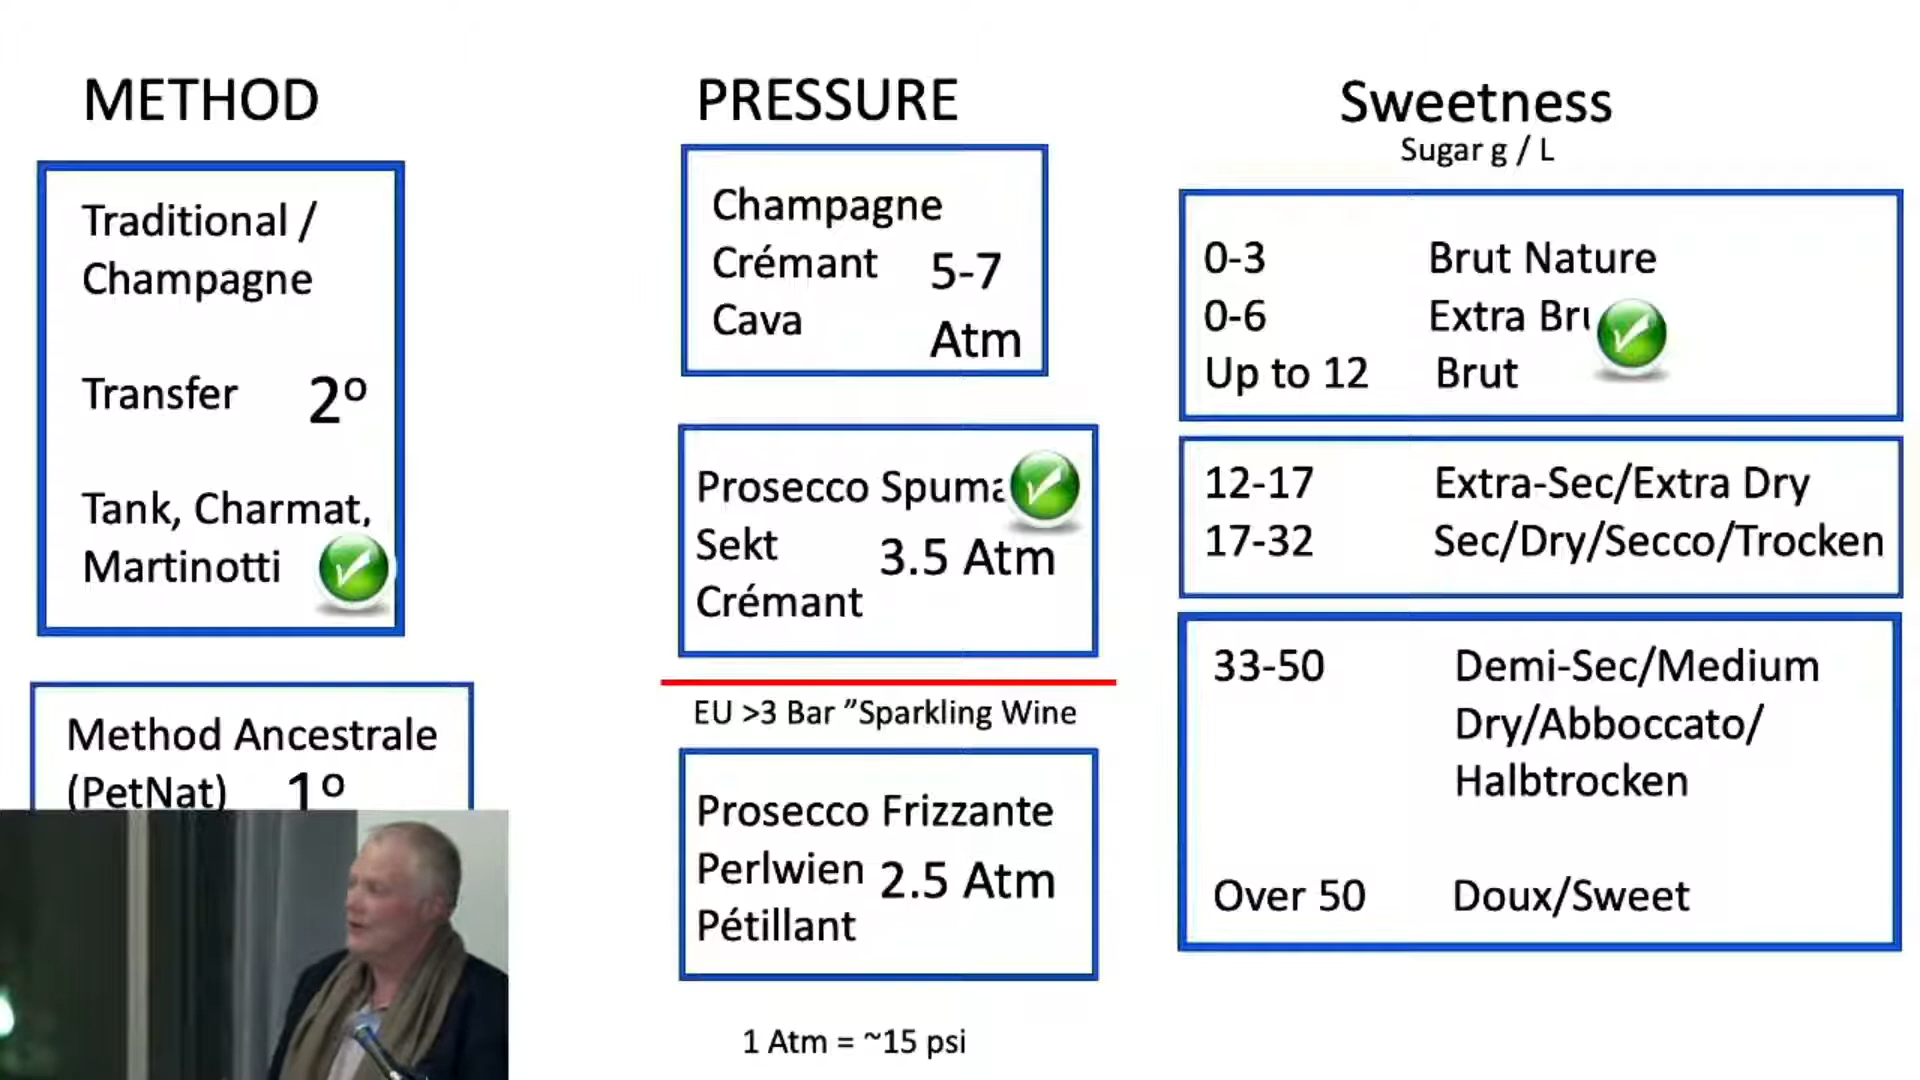 METHOD
Traditional /
Champagne
Transfer 2º
Tank, Charmat,
Martinotti
Method Ancestrale
(PetNat) 1º
PRESSURE
Champagne
Crémant 5-7
Cava Atm
Prosecco
Sekt 3.5 Atm
Crémant
EU >3 Bar ”Sparkling Wine
Prosecco Frizzante
Perlwien 2.5 Atm
Pétillant
1 Atm = ~15 psi
Sweetness
Sugar g / L
0-3 Brut Nature
0-6 Extra
Up to 12 Brut
12-17 Extra-Sec/Extra Dry
17-32 Sec/Dry/Secco/Trocken
33-50 Demi-Sec/Medium
Dry/Abboccato/
Halbtrocken
Over 50 Doux/Sweet